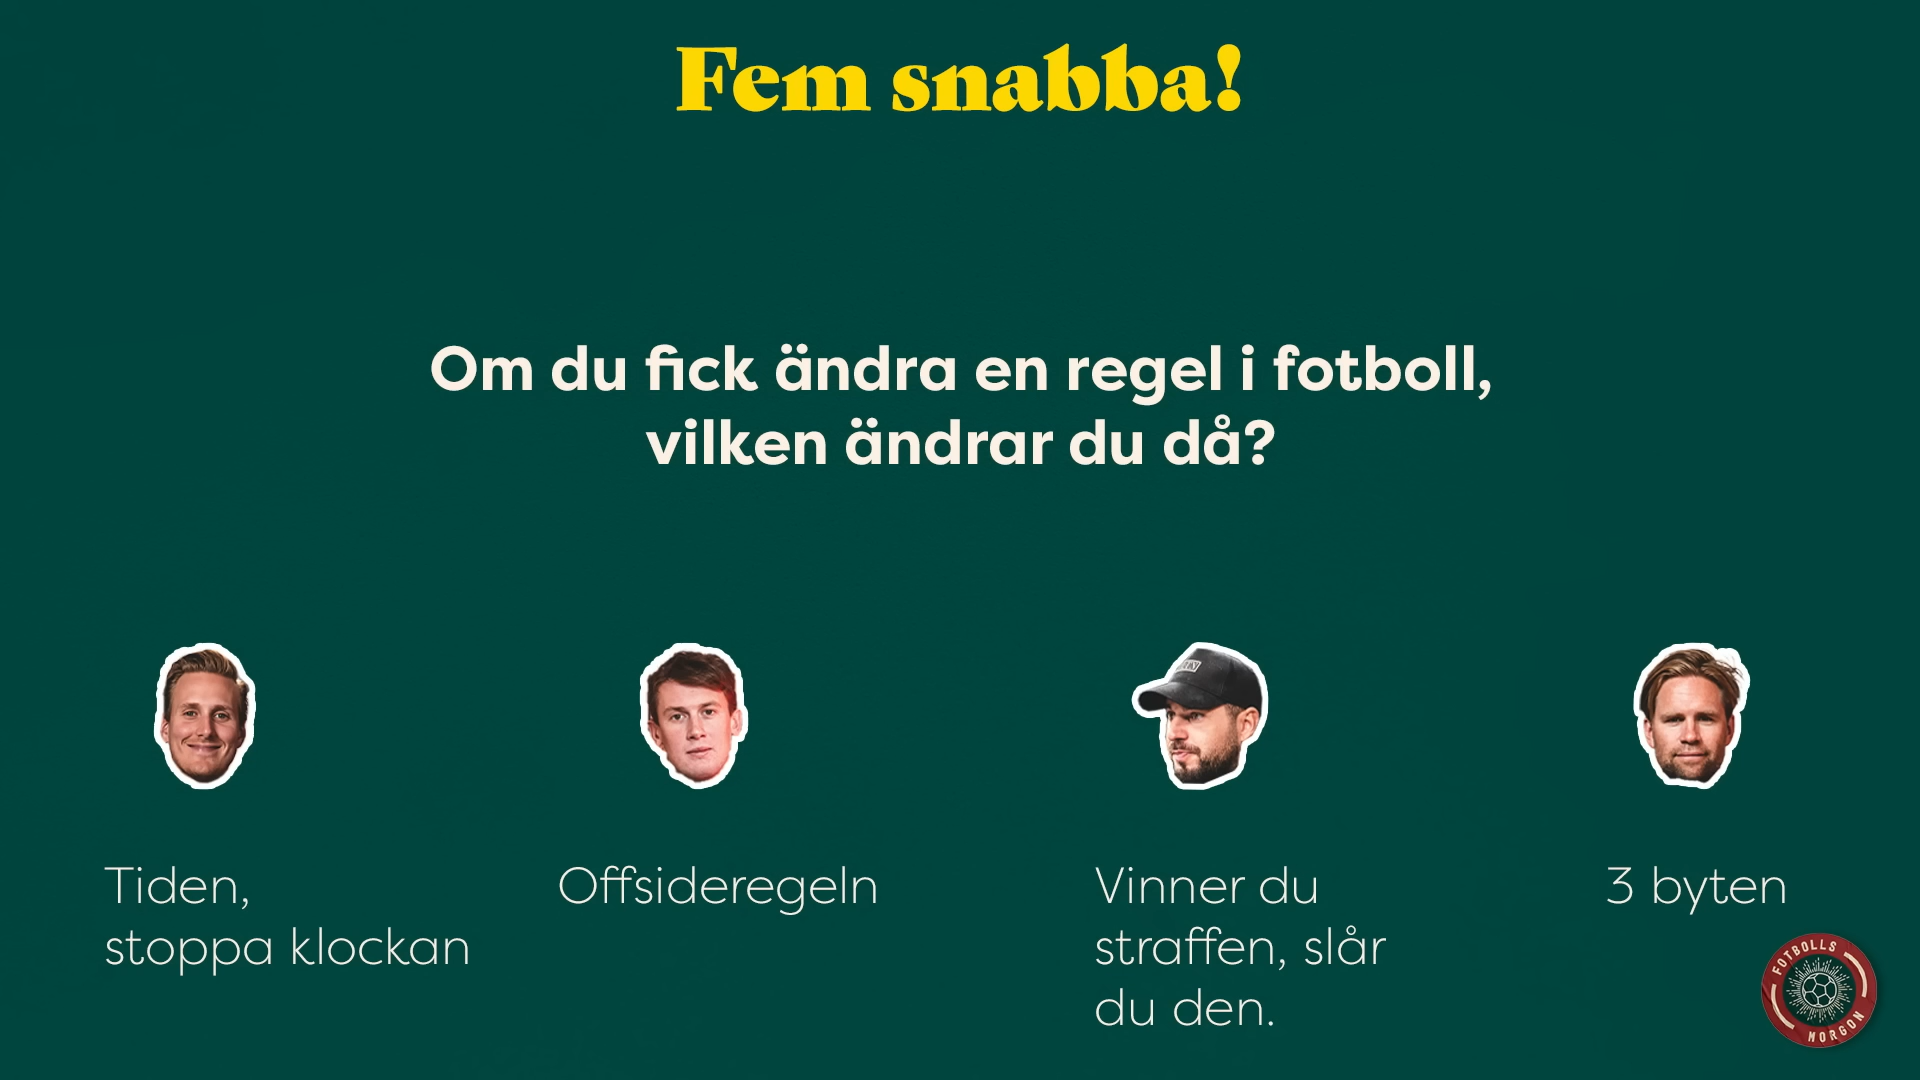 Fem snabba!
Om du fick ändra en regel i fotboll,
vilken ändrar du då?
Tiden,
stoppa klockan
Offsideregeln
Vinner du
straffen, slår
du den.
3 byten
FOTBOLLS
MORGON